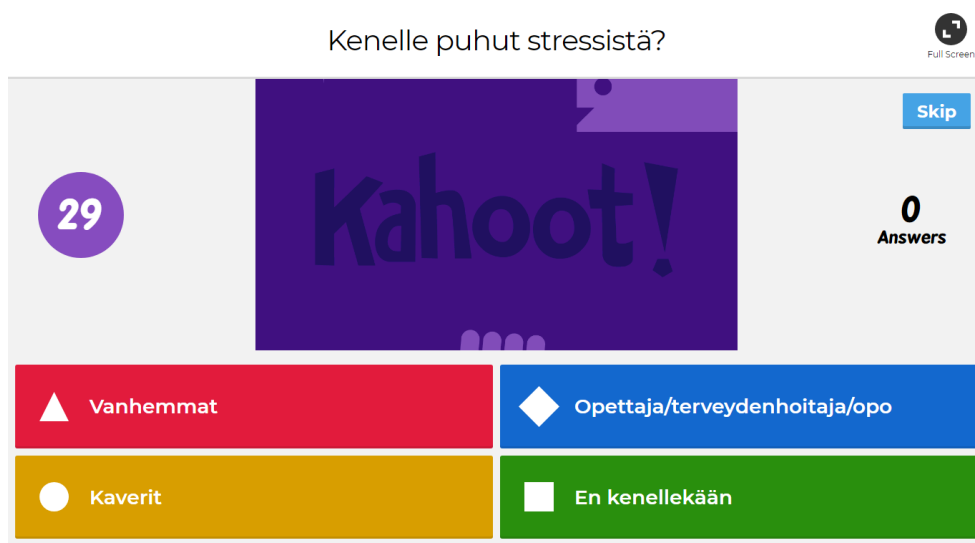 Kenelle puhut stressistä?
Full Screen
Skip
29
Kahoot!
0
Answers
Vanhemmat
Opettaja/terveydenhoitaja/opo
Kaverit
En kenellekään